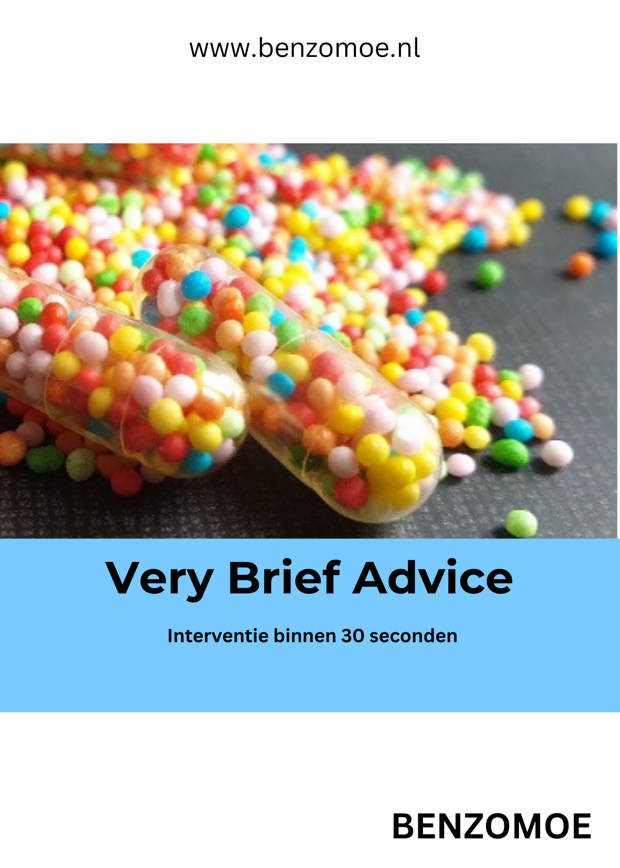 www.benzomoe.nl
Very Brief Advice
Interventie binnen 30 seconden
BENZOMOE